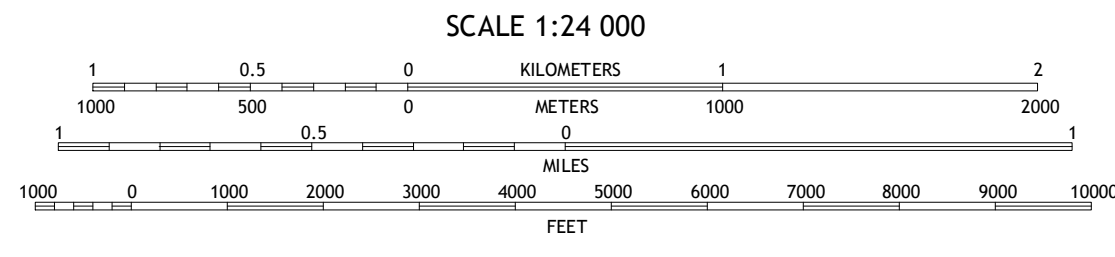 SCALE 1:24 000
1 0.5 0 KILOMETERS 1 2
1000 500 0 METERS 1000 2000
1 0.5 0 1
MILES
1000 0 1000 2000 3000 4000 5000 6000 7000 8000 9000 10000
FEET